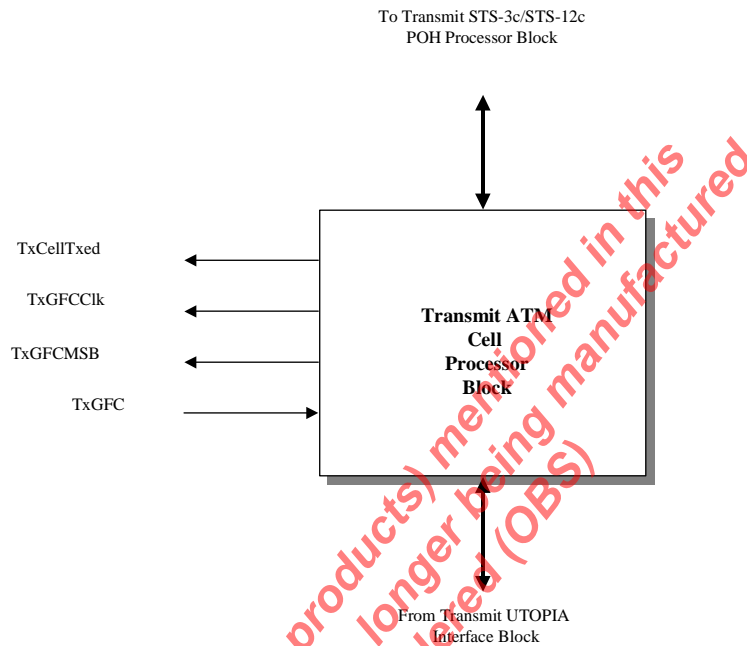 To Transmit STS-3c/STS-12c
POH Processor Block
TxCellTxed
TxGFCClk
TxGFCMSB
TxGFC
Transmit ATM
Cell
Processor
Block
From Transmit UTOPIA
Interface Block
products) mentioned in this
longer being manufactured
(OBS)